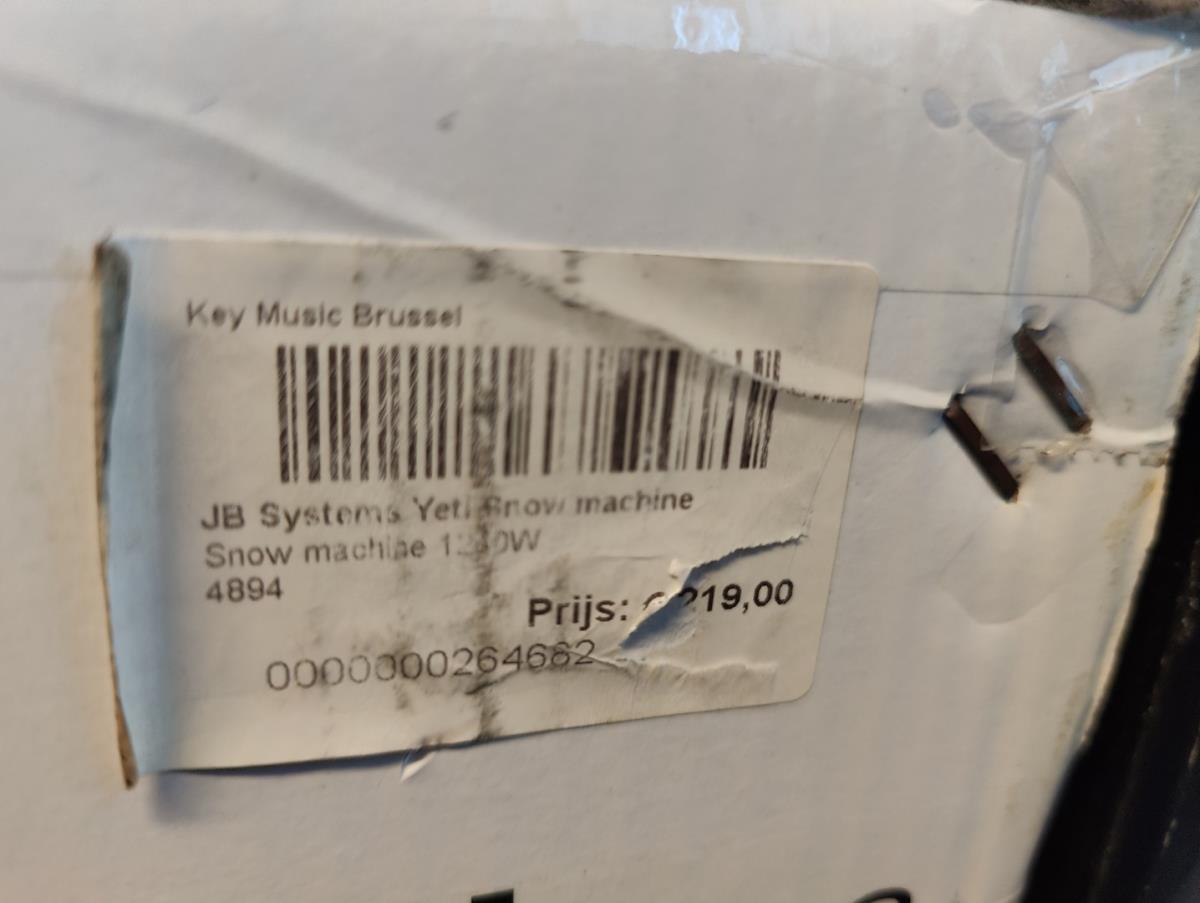 Key Music Brussel
JB Systems Yeti Snow machine
Snow machine
4894
Prijs: € 219,00
0000000264682